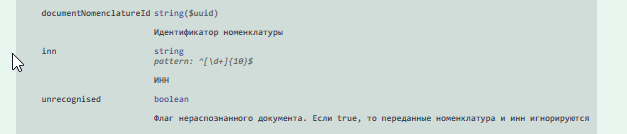 documentNomenclatureId string($uuid)
Идентификатор номенклатуры
inn string
pattern: ^[\d+]{10}$
ИНН
unrecognised boolean
Флаг нераспознанного документа. Если true, то переданные номенклатура и инн игнорируются